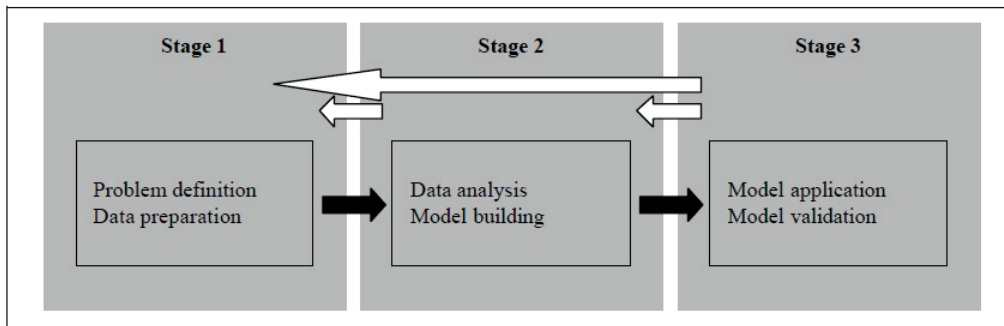 Stage 1
Stage 2
Stage 3
Problem definition
Data preparation
Data analysis
Model building
Model application
Model validation